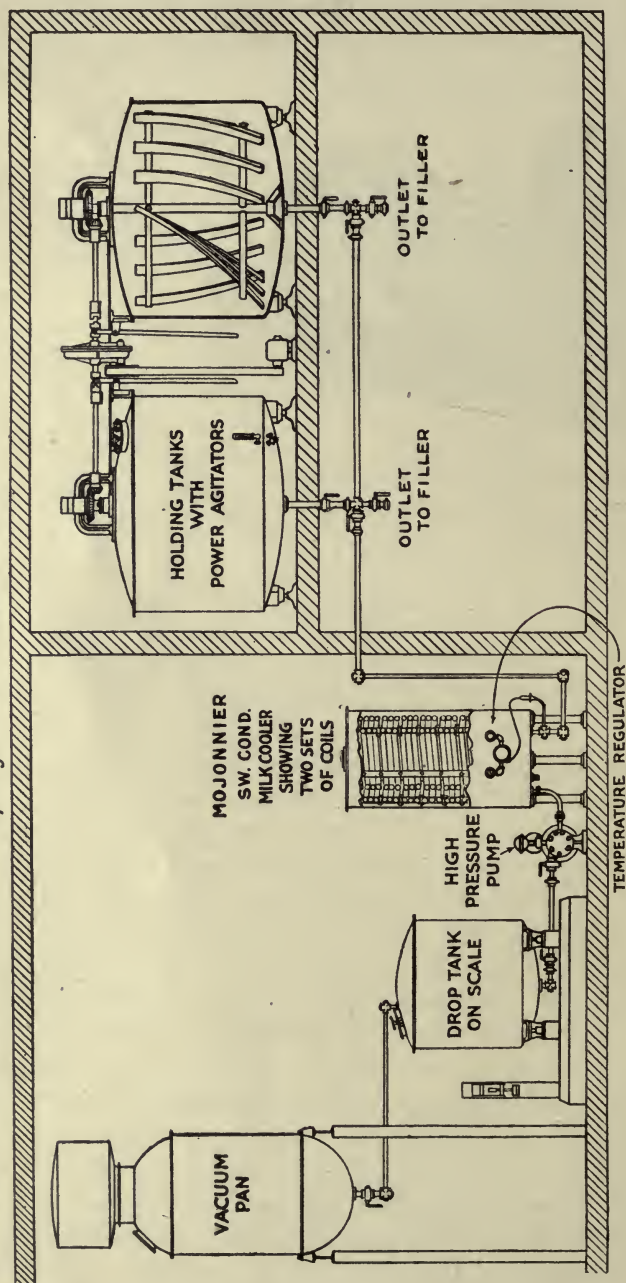 VACUUM
PAN
DROP TANK
ON SCALE
HIGH
PRESSURE
PUMP
MOJONNIER
SW. COND.
MILK COOLER
SHOWING
TWO SETS
OF COILS
TEMPERATURE REGULATOR
HOLDING TANKS
WITH
POWER AGITATORS
OUTLET
TO FILLER
OUTLET
TO FILLER